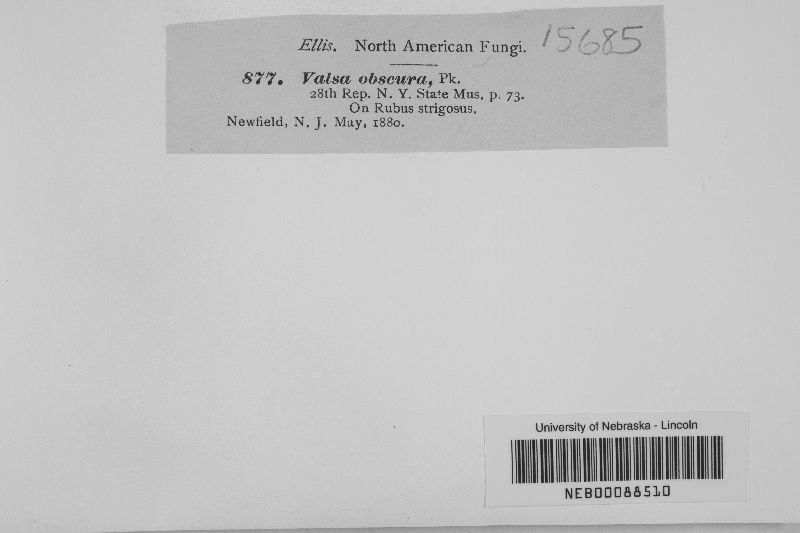 Ellis. North American Fungi. 15685
877. Valsa obscura, Pk.
28th Rep. N. Y. State Mus. p. 73.
On Rubus strigosus.
Newfield, N. J. May, 1880.
University of Nebraska - Lincoln
NEB00088510